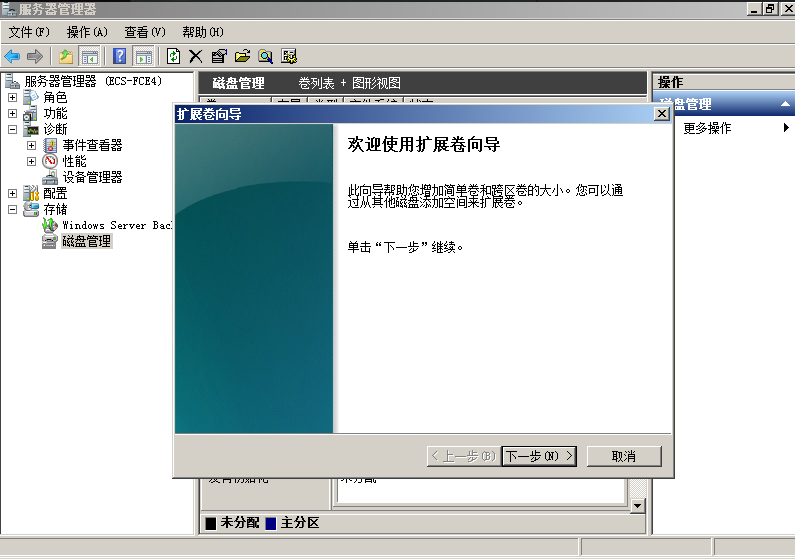 服务器管理器
文件(F) 操作(A) 查看(V) 帮助(H)
服务器管理器 (ECS-FCE4)
角色
功能
诊断
事件查看器
性能
设备管理器
配置
存储
Windows Server Bac
磁盘管理
磁盘管理 卷列表 + 图形视图
扩展卷向导
欢迎使用扩展卷向导
此向导帮助您增加简单卷和跨区卷的大小。您可以通
过从其他磁盘添加空间来扩展卷。
单击“下一步”继续。
< 上一步(B) 下一步(N) > 取消
未分配 主分区
操作
磁盘管理
更多操作